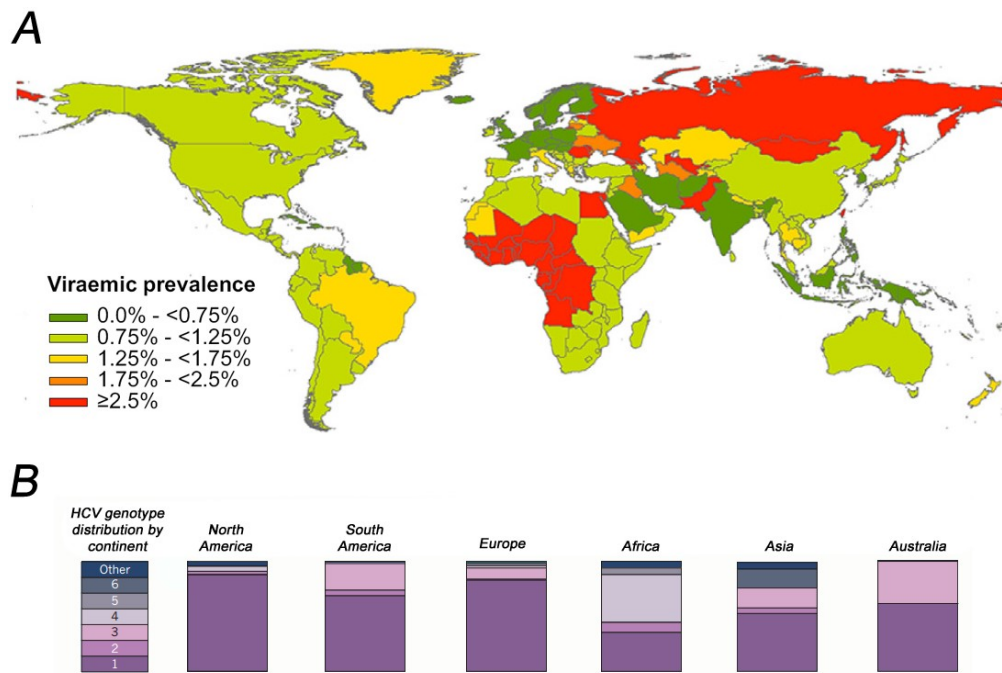 A
Viraemic prevalence
0.0% - <0.75%
0.75% - <1.25%
1.25% - <1.75%
1.75% - <2.5%
≥2.5%
B
HCV genotype
distribution by
continent
North
America
South
America
Europe
Africa
Asia
Australia
Other
6
5
4
3
2
1